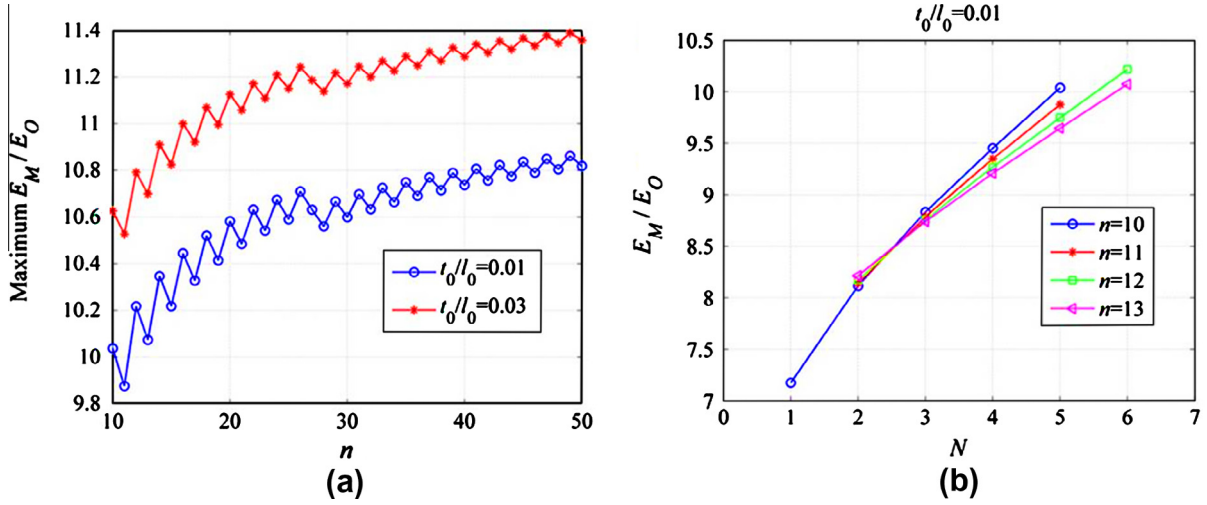 11.4
11.2
11
10.8
10.6
10.4
10.2
10
9.8
Maximum E_M / E_O
10 20 30 40 50
n
t_0/l_0=0.01
t_0/l_0=0.03
(a)
t_0/l_0=0.01
10.5
10
9.5
9
8.5
8
7.5
7
E_M / E_O
0 1 2 3 4 5 6 7
N
n=10
n=11
n=12
n=13
(b)